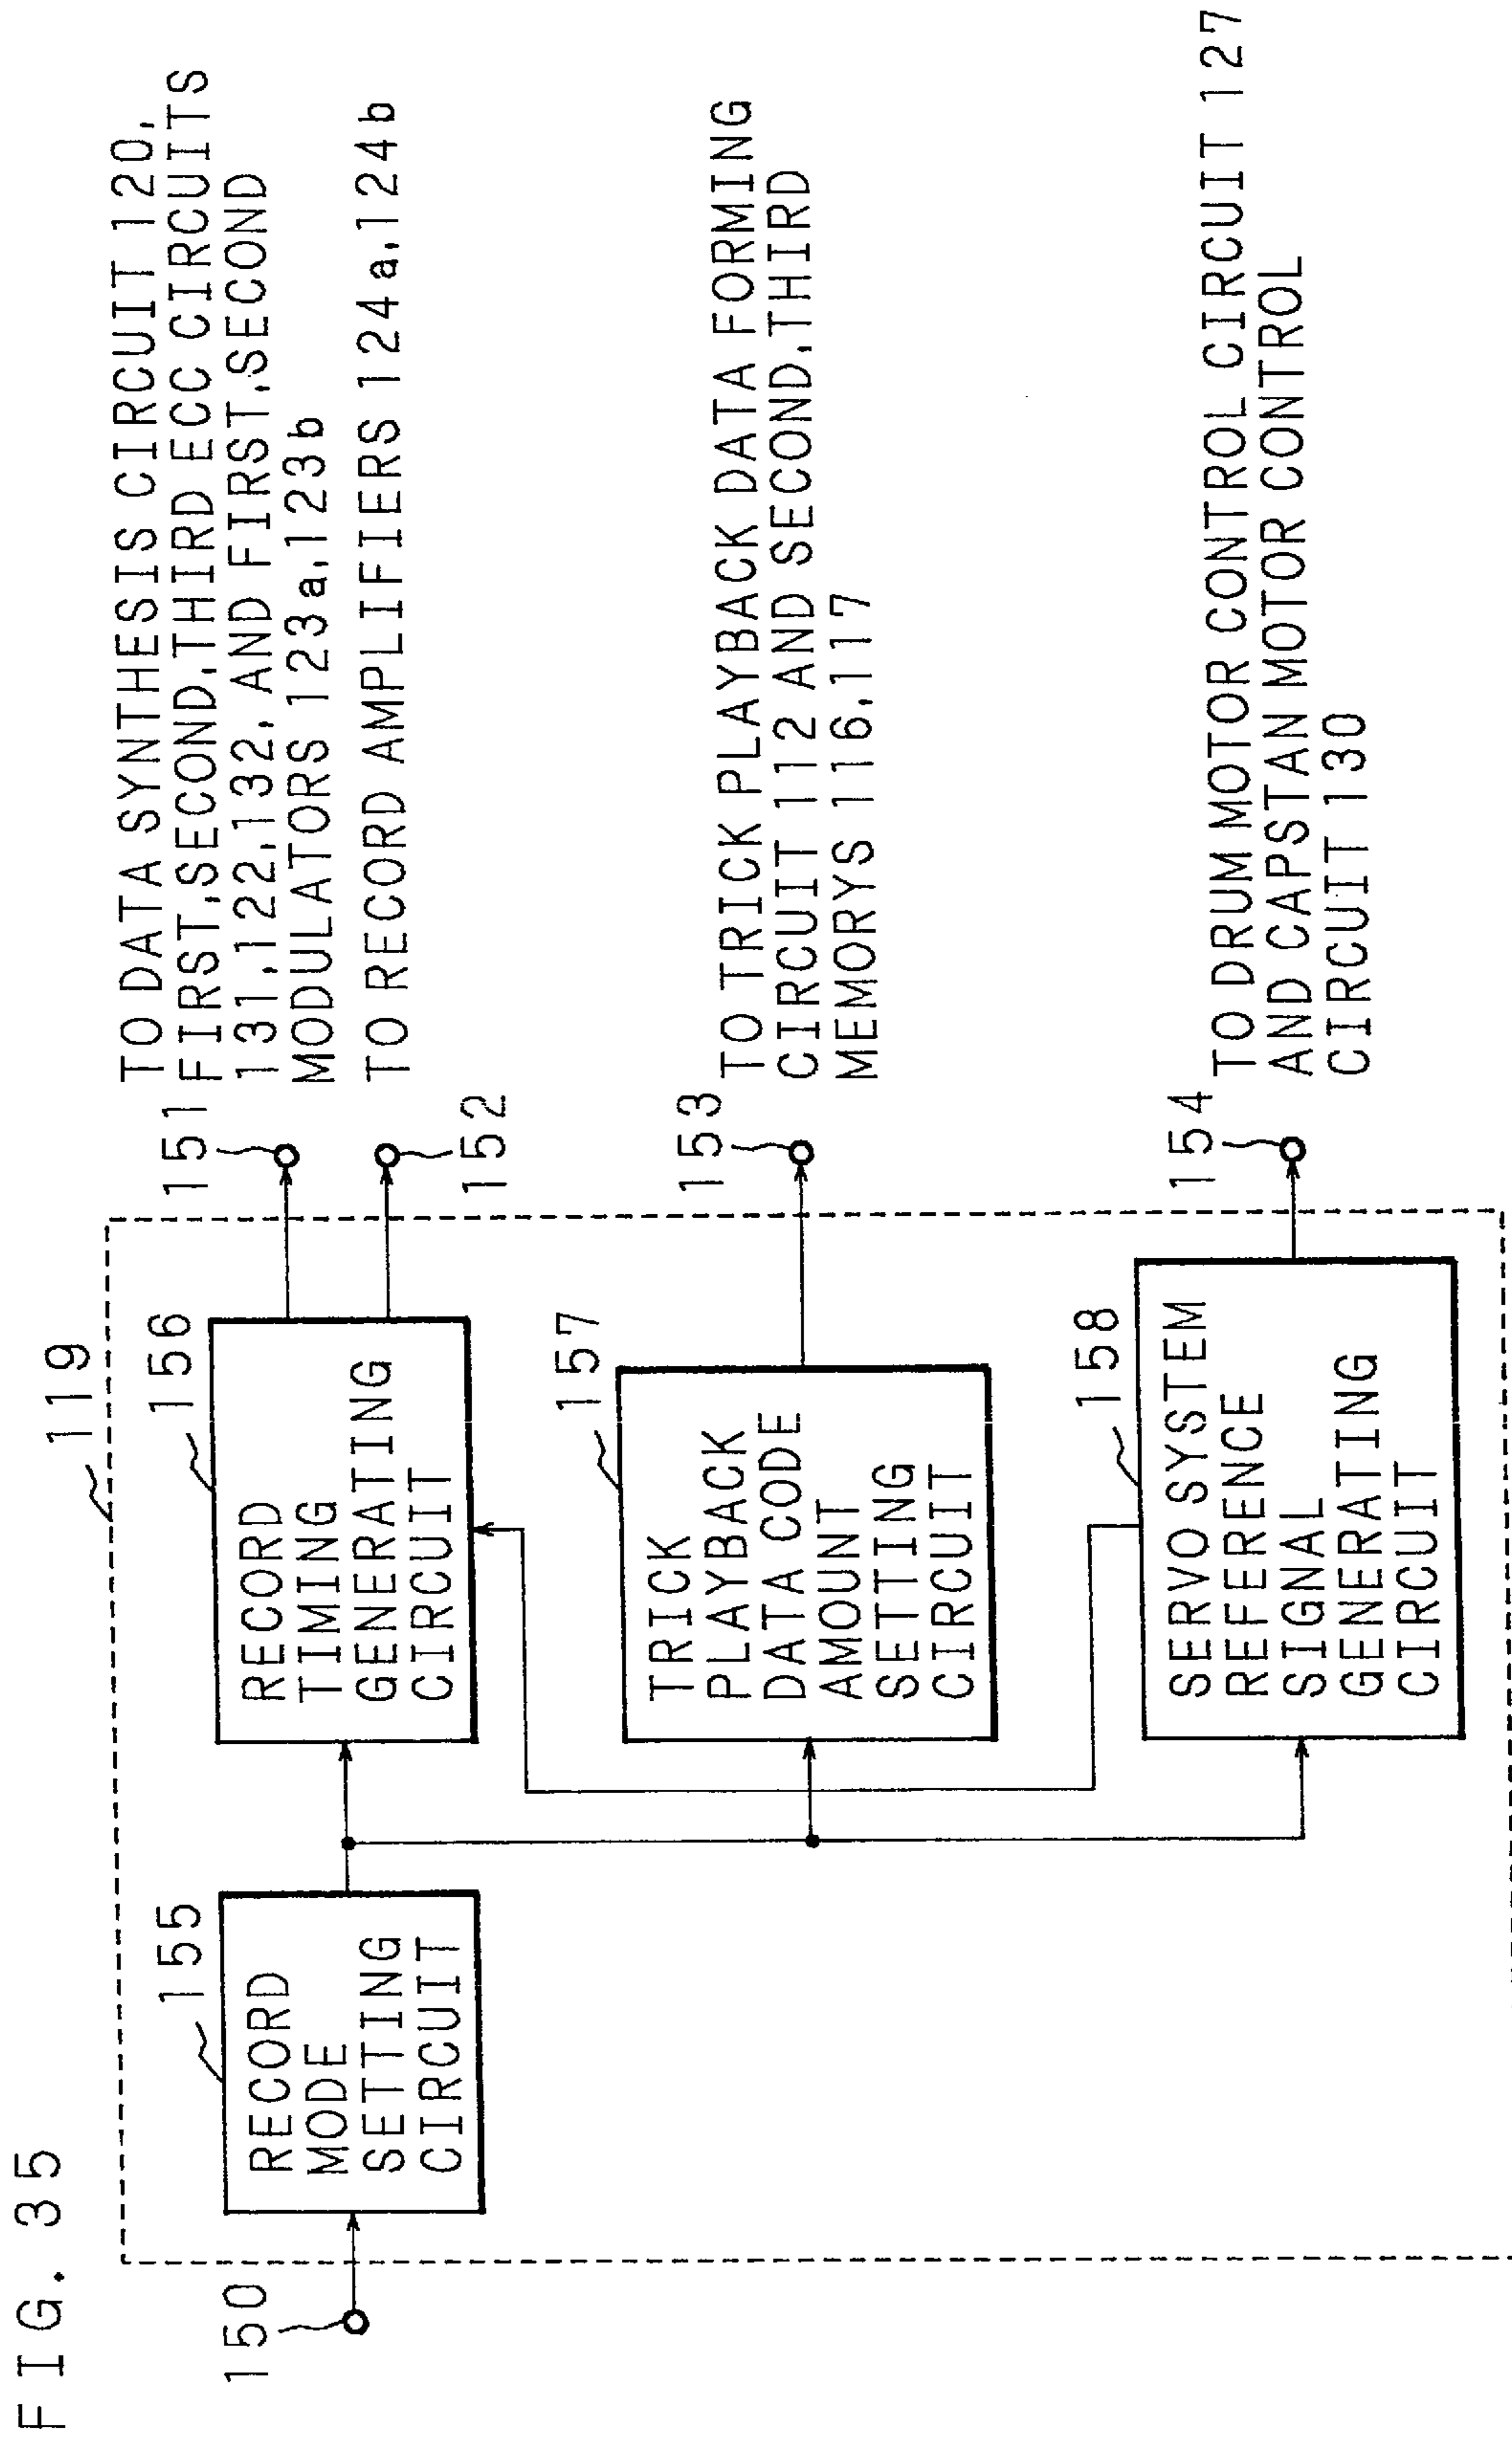 FIG. 35
119
150
155
RECORD
MODE
SETTING
CIRCUIT
156
RECORD
TIMING
GENERATING
CIRCUIT
151
TO DATA SYNTHESIS CIRCUIT 120,
FIRST,SECOND,THIRD ECC CIRCUITS
131,122,132, AND FIRST,SECOND
MODULATORS 123a,123b
152
TO RECORD AMPLIFIERS 124a,124b
157
TRICK
PLAYBACK
DATA CODE
AMOUNT
SETTING
CIRCUIT
153
TO TRICK PLAYBACK DATA FORMING
CIRCUIT 112 AND SECOND,THIRD
MEMORYS 116,117
158
SERVO SYSTEM
REFERENCE
SIGNAL
GENERATING
CIRCUIT
154
TO DRUM MOTOR CONTROL CIRCUIT 127
AND CAPSTAN MOTOR CONTROL
CIRCUIT 130